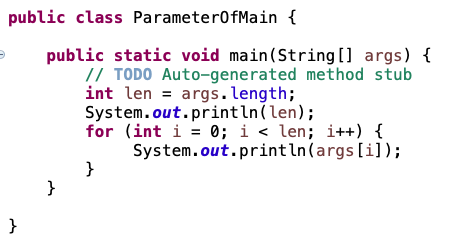 public class ParameterOfMain {
public static void main(String[] args) {
// TODO Auto-generated method stub
int len = args.length;
System.out.println(len);
for (int i = 0; i < len; i++) {
System.out.println(args[i]);
}
}
}